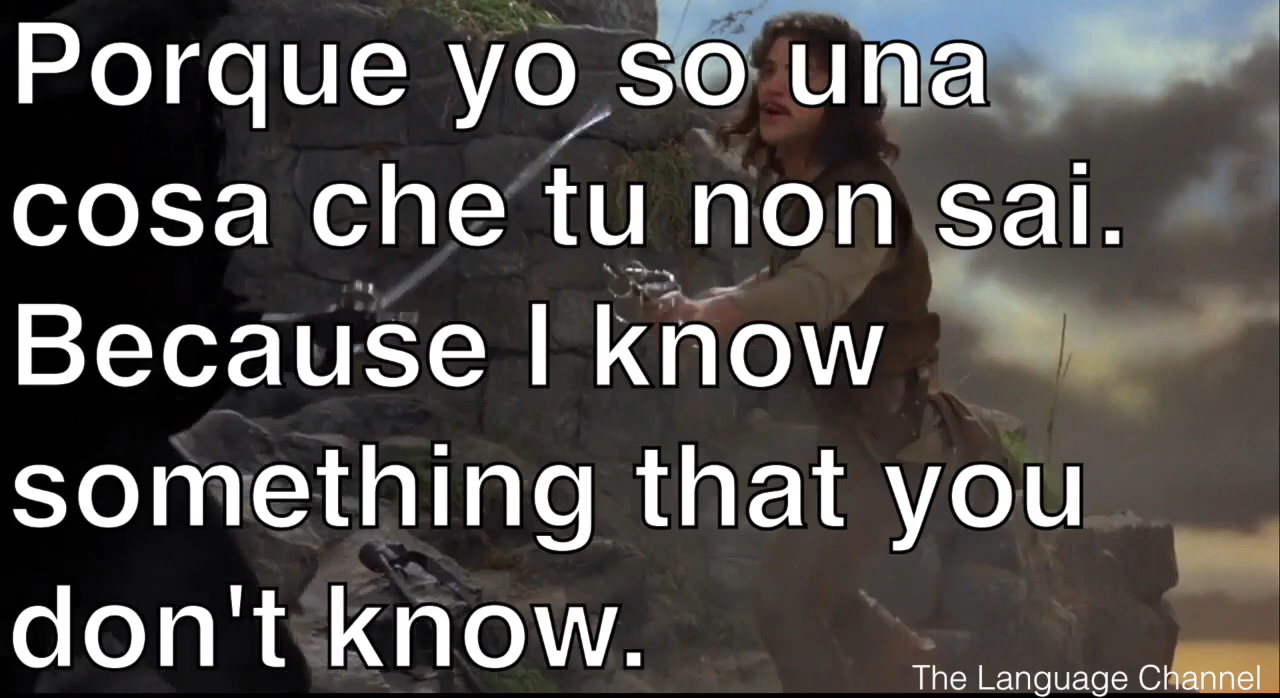 Porque yo so una
cosa che tu non sai.
Because I know
something that you
don't know.
The Language Channel